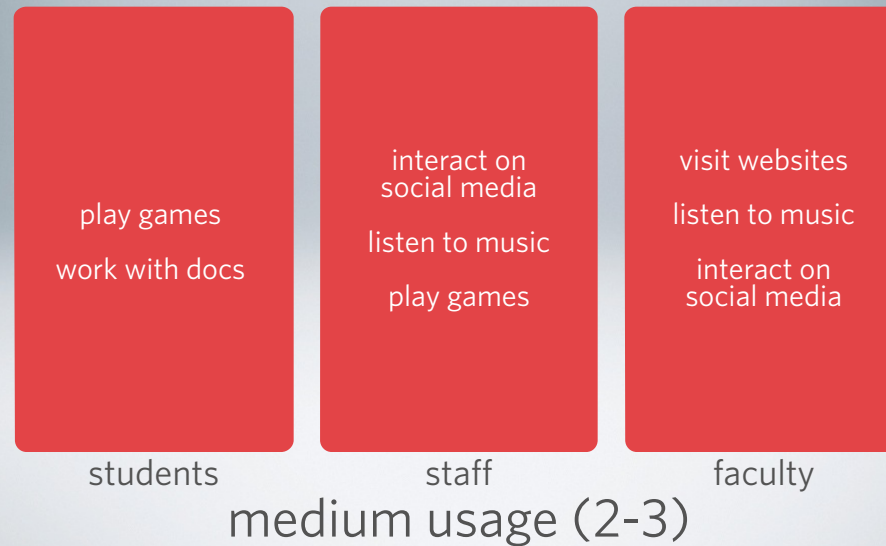 play games
work with docs
interact on
social media
listen to music
play games
visit websites
listen to music
interact on
social media
students
staff
faculty
medium usage (2-3)